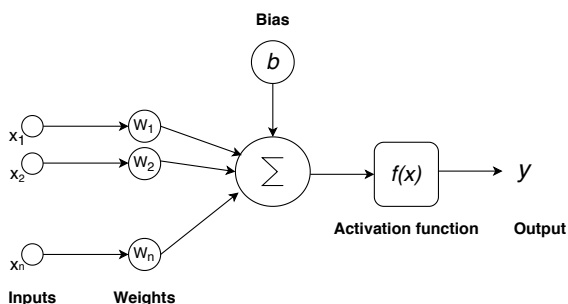 Bias
b
x₁
W₁
x₂
W₂
∑
f(x)
y
Activation function
Output
xₙ
Wₙ
Inputs
Weights